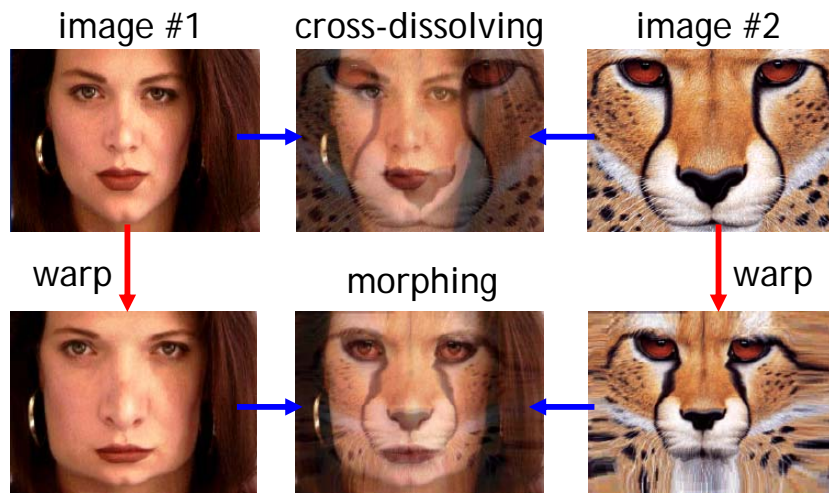 image #1
cross-dissolving
image #2
warp
morphing
warp